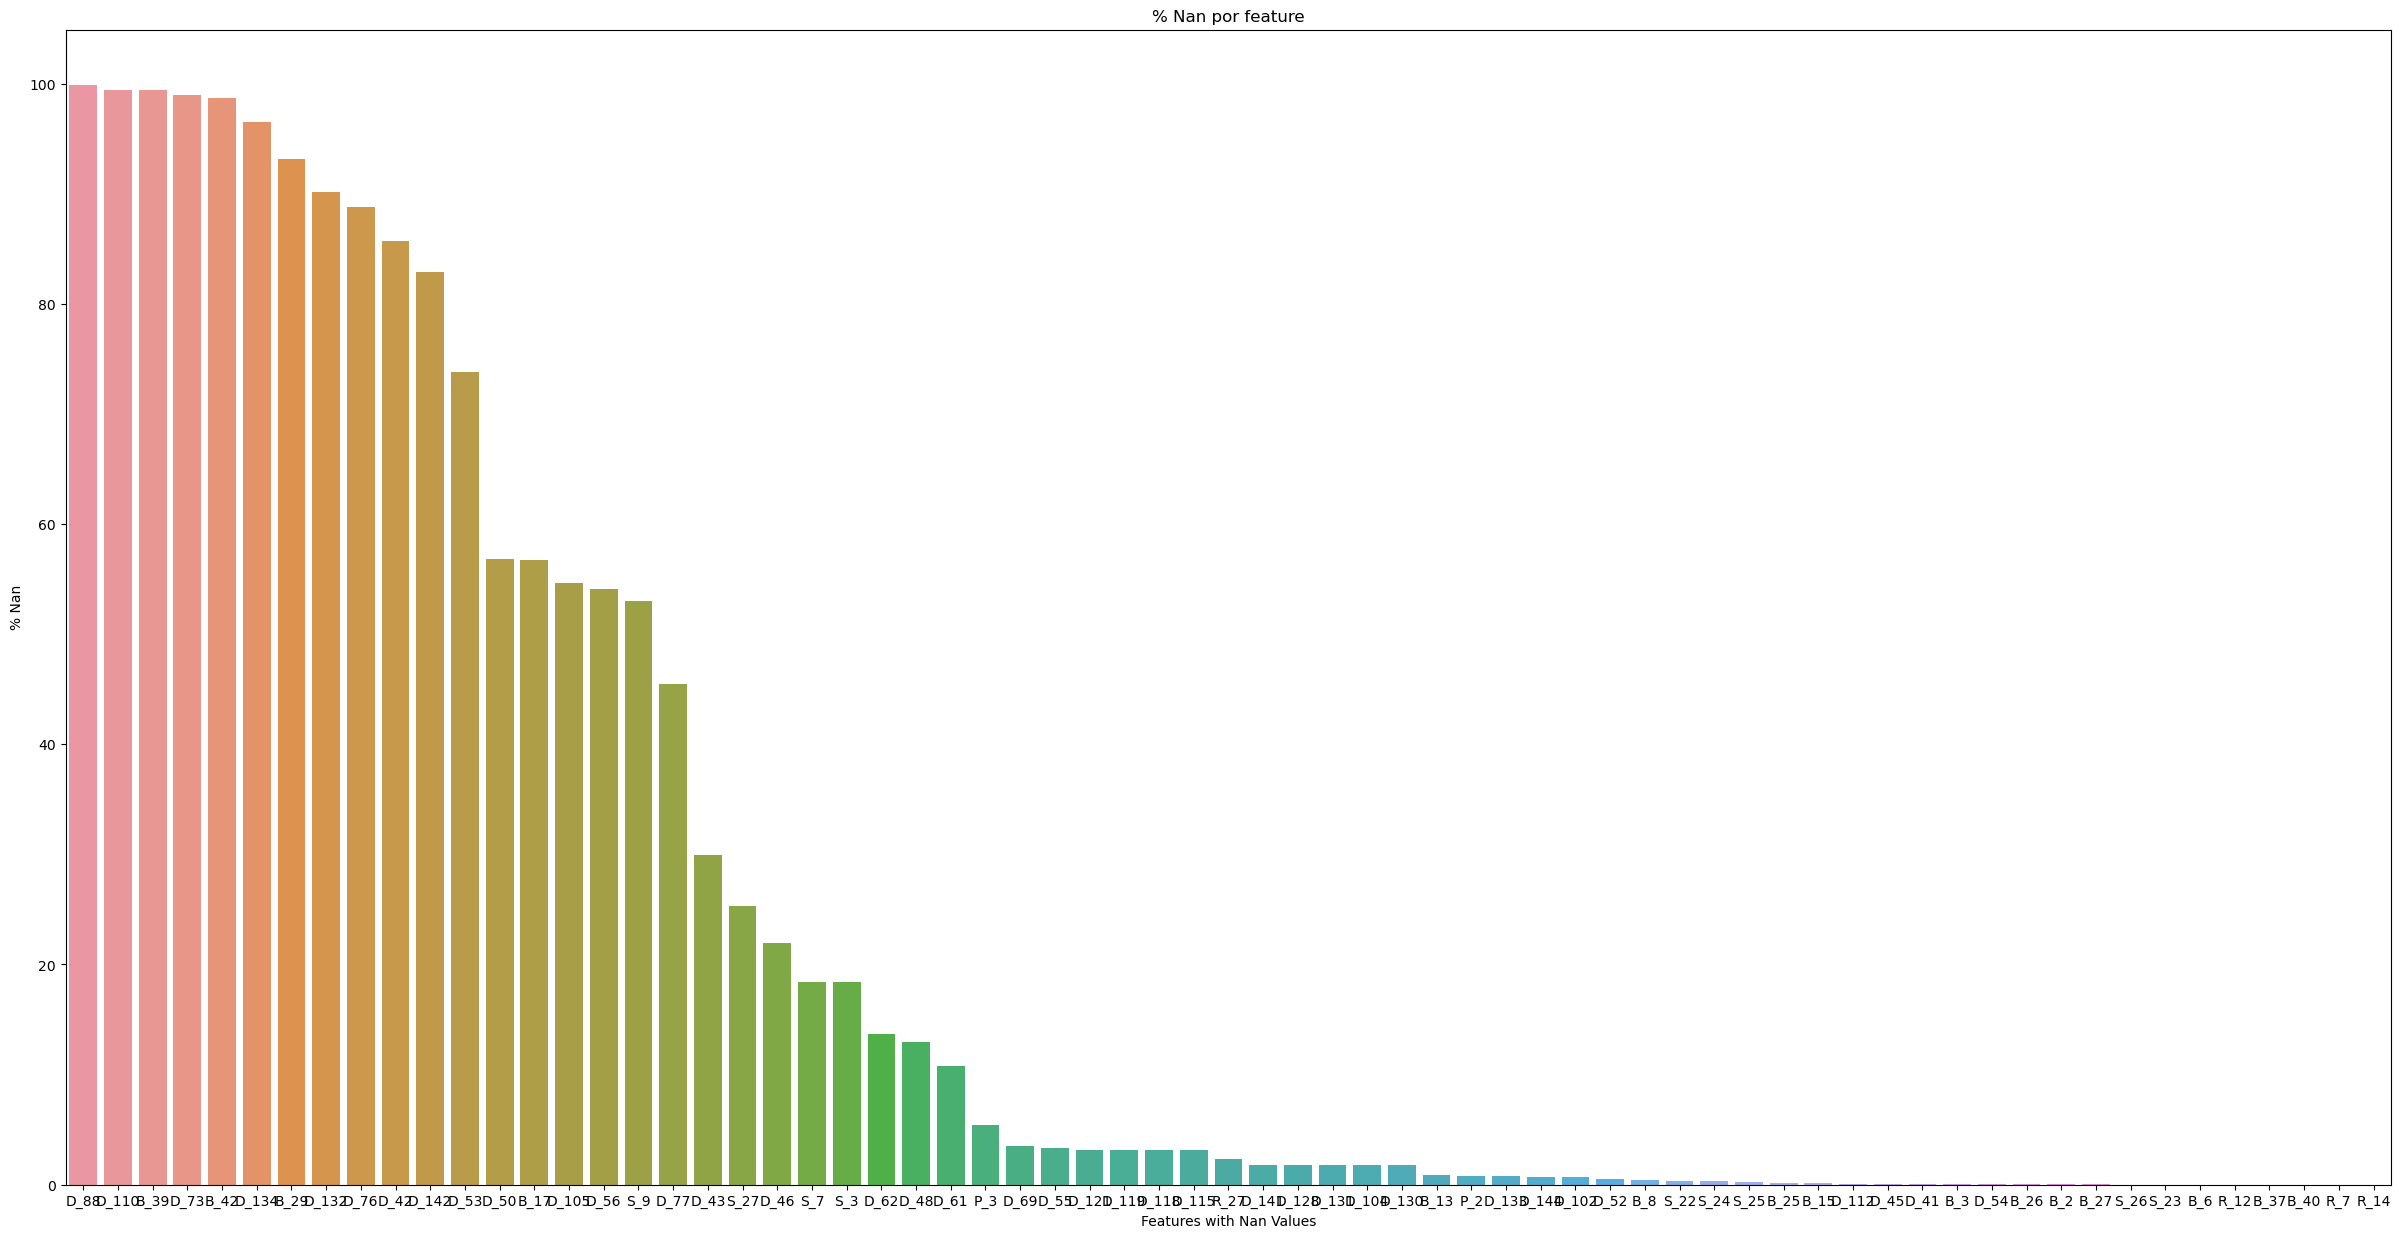 % Nan por feature
100
80
60
40
20
0
% Nan
D_88 D_110 B_39 D_73 B_42 D_134 B_29 D_132 D_76 D_42 D_142 D_53 D_50 B_17 D_105 D_56 S_9 D_77 D_43 S_27 D_46 S_7 S_3 D_62 D_48 D_61 P_3 D_69 D_55 D_121 D_119 D_118 D_115 R_27 D_141 D_128 D_131 D_104 D_130 B_13 P_2 D_133 D_144 D_102 D_52 B_8 S_22 S_24 S_25 B_25 B_15 D_112 D_45 D_41 B_3 D_54 B_26 B_2 B_27 S_26 S_23 B_6 R_12 B_37 B_40 R_7 R_14
Features with Nan Values